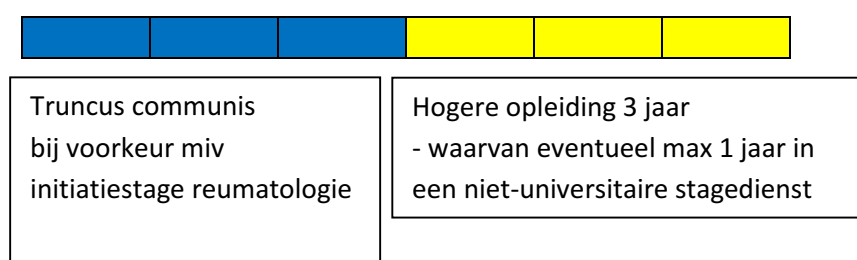 Truncus communis
bij voorkeur miv
initiatiestage reumatologie
Hogere opleiding 3 jaar
- waarvan eventueel max 1 jaar in
een niet-universitaire stagedienst